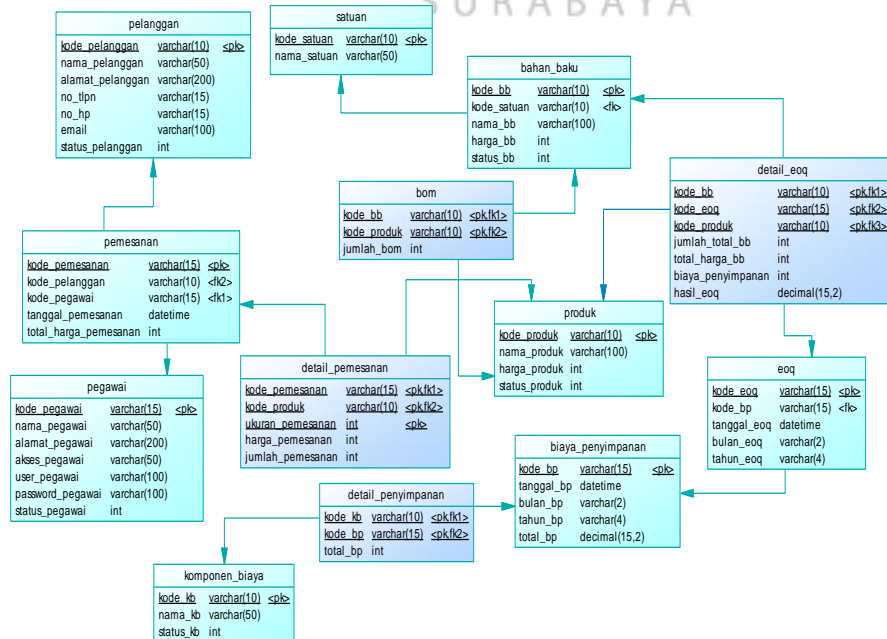 SURABAYA
pelanggan
kode_pelanggan varchar(10) <pk>
nama_pelanggan varchar(50)
alamat_pelanggan varchar(200)
no_tlpn varchar(15)
no_hp varchar(15)
email varchar(100)
status_pelanggan int
satuan
kode_satuan varchar(10) <pk>
nama_satuan varchar(50)
bahan_baku
kode_bb varchar(10) <pk>
kode_satuan varchar(10) <fk>
nama_bb varchar(100)
harga_bb int
status_bb int
detail_eoq
kode_bb varchar(10) <pk,fk1>
kode_eoq varchar(15) <pk,fk2>
kode_produk varchar(10) <pk,fk3>
jumlah_total_bb int
total_harga_bb int
biaya_penyimpanan int
hasil_eoq decimal(15,2)
bom
kode_bb varchar(10) <pk,fk1>
kode_produk varchar(10) <pk,fk2>
jumlah_bom int
pemesanan
kode_pemesanan varchar(15) <pk>
kode_pelanggan varchar(10) <fk2>
kode_pegawai varchar(15) <fk1>
tanggal_pemesanan datetime
total_harga_pemesanan int
produk
kode_produk varchar(10) <pk>
nama_produk varchar(100)
harga_produk int
status_produk int
detail_pemesanan
kode_pemesanan varchar(15) <pk,fk1>
kode_produk varchar(10) <pk,fk2>
ukuran_pemesanan int <pk>
harga_pemesanan int
jumlah_pemesanan int
eoq
kode_eoq varchar(15) <pk>
kode_bp varchar(15) <fk>
tanggal_eoq datetime
bulan_eoq varchar(2)
tahun_eoq varchar(4)
pegawai
kode_pegawai varchar(15) <pk>
nama_pegawai varchar(50)
alamat_pegawai varchar(200)
akses_pegawai varchar(50)
user_pegawai varchar(100)
password_pegawai varchar(100)
status_pegawai int
biaya_penyimpanan
kode_bp varchar(15) <pk>
tanggal_bp datetime
bulan_bp varchar(2)
tahun_bp varchar(4)
total_bp decimal(15,2)
detail_penyimpanan
kode_kb varchar(10) <pk,fk1>
kode_bp varchar(15) <pk,fk2>
total_bp int
komponen_biaya
kode_kb varchar(10) <pk>
nama_kb varchar(50)
status_kb int